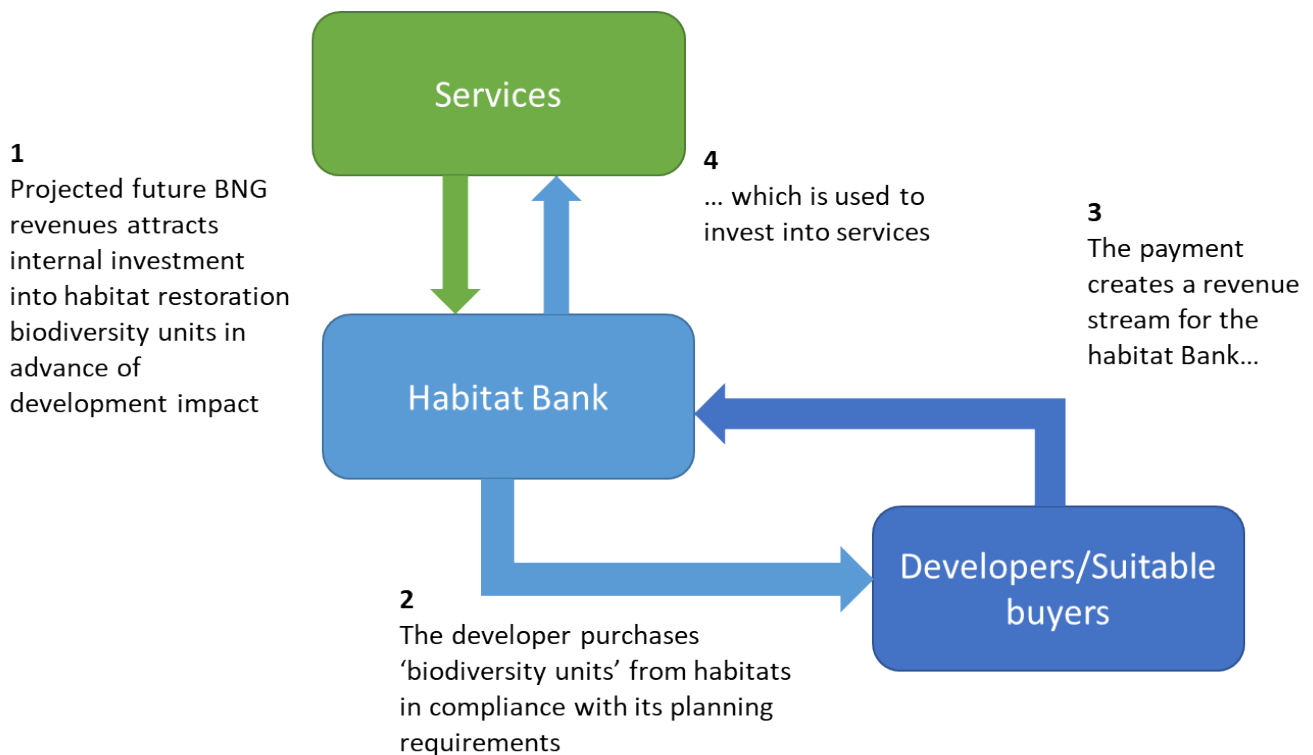 Services
1
Projected future BNG
revenues attracts
internal investment
into habitat restoration
biodiversity units in
advance of
development impact
4
... which is used to
invest into services
3
The payment
creates a revenue
stream for the
habitat Bank...
Habitat Bank
Developers/Suitable
buyers
2
The developer purchases
‘biodiversity units’ from habitats
in compliance with its planning
requirements